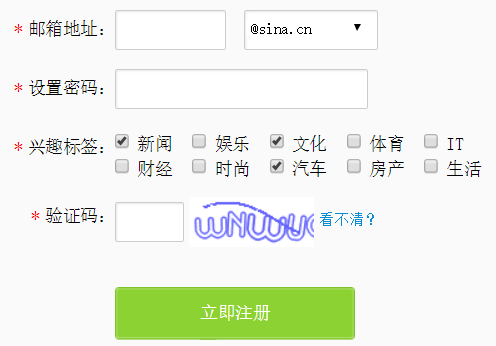 * 邮箱地址: @sina.cn
* 设置密码:
* 兴趣标签: 新闻 娱乐 文化 体育 IT
财经 时尚 汽车 房产 生活
* 验证码: 看不清?
立即注册